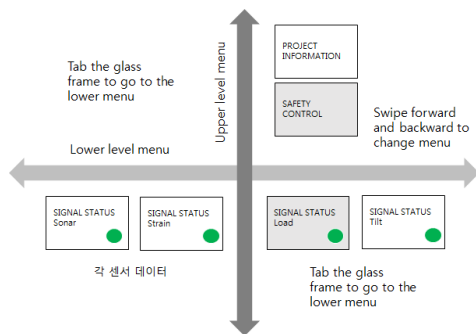 Tab the glass
frame to go to the
lower menu
Upper level menu
PROJECT
INFORMATION
SAFETY
CONTROL
Swipe forward
and backward to
change menu
Lower level menu
SIGNAL STATUS
Sonar
SIGNAL STATUS
Strain
SIGNAL STATUS
Load
SIGNAL STATUS
Tilt
각 센서 데이터
Tab the glass
frame to go to the
lower menu